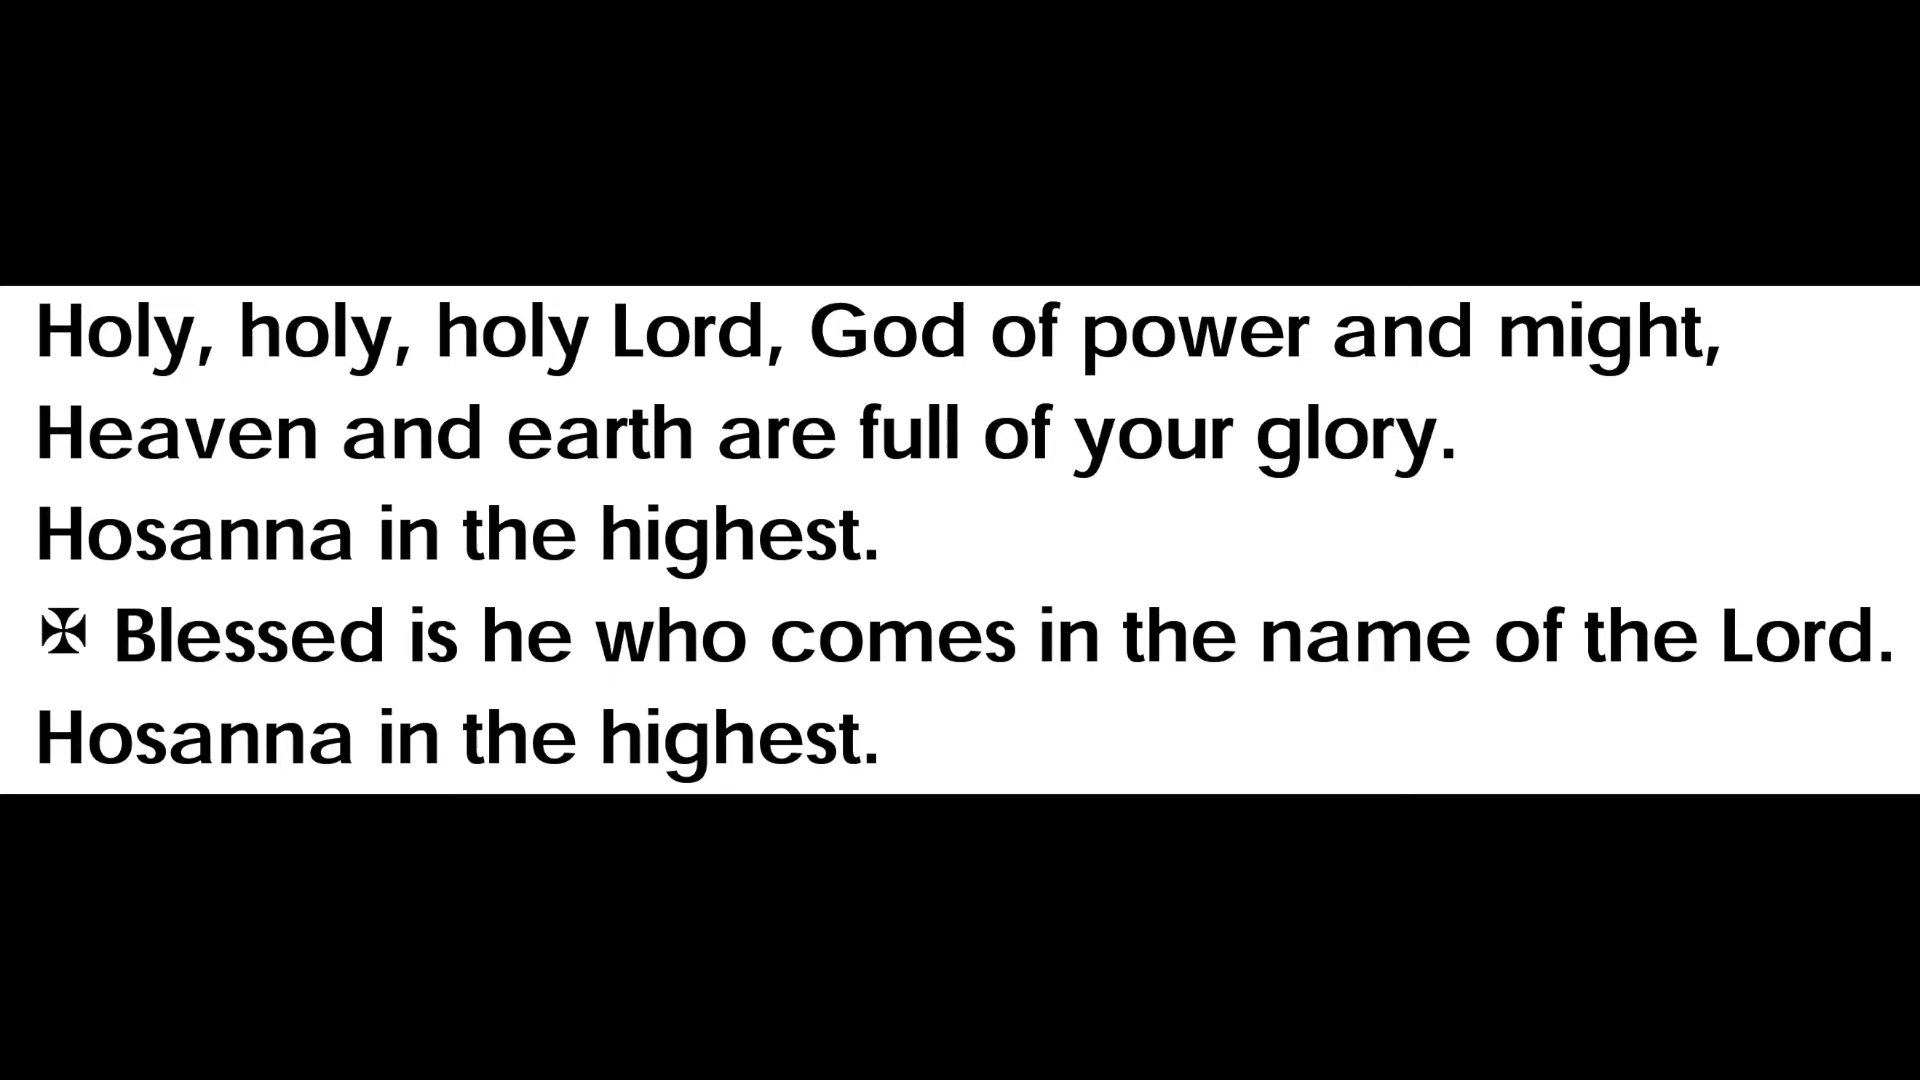 Holy, holy, holy Lord, God of power and might,
Heaven and earth are full of your glory.
Hosanna in the highest.
✠ Blessed is he who comes in the name of the Lord.
Hosanna in the highest.